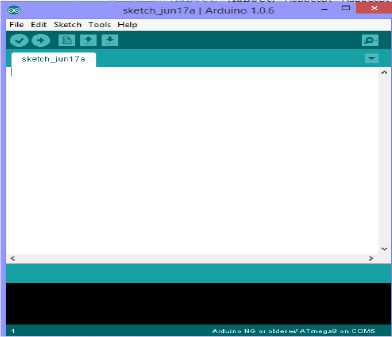 sketch_jun17a | Arduino 1.0.6
File Edit Sketch Tools Help
sketch_jun17a
1
Arduino NG or older w/ ATmega8 on COM5